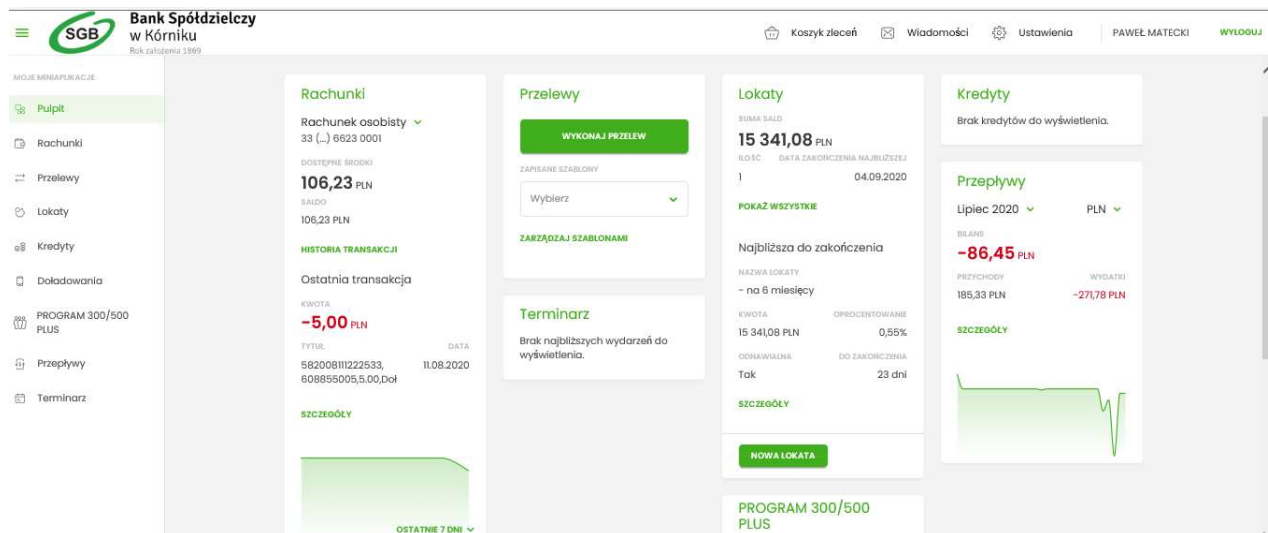 SGB
Bank Spółdzielczy
w Kórniku
Rok założenia 1869
Koszyk zleceń
Wiadomości
Ustawienia
PAWEŁ MATECKI
WYLOGUJ
MOJE MINIAPLIKACJE
Pulpit
Rachunki
Przelewy
Lokaty
Kredyty
Doładowania
PROGRAM 300/500
PLUS
Przepływy
Terminarz
Rachunki
Rachunek osobisty
33 (...) 6623 0001
DOSTĘPNE ŚRODKI
106,23 PLN
SALDO
106,23 PLN
HISTORIA TRANSAKCJI
Ostatnia transakcja
KWOTA
-5,00 PLN
TYTUŁ DATA
582008111222533, 11.08.2020
608855005,5.00,Doł
SZCZEGÓŁY
OSTATNIE 7 DNI
Przelewy
WYKONAJ PRZELEW
ZAPISANE SZABLONY
Wybierz
ZARZĄDZAJ SZABLONAMI
Terminarz
Brak najbliższych wydarzeń do
wyświetlenia.
Lokaty
SUMA SALD
15 341,08 PLN
ILOŚĆ DATA ZAKOŃCZENIA NAJBLIŻSZEJ
1 04.09.2020
POKAŻ WSZYSTKIE
Najbliższa do zakończenia
NAZWA LOKATY
- na 6 miesięcy
KWOTA OPROCENTOWANIE
15 341,08 PLN 0,55%
ODNAWIALNA DO ZAKOŃCZENIA
Tak 23 dni
SZCZEGÓŁY
NOWA LOKATA
PROGRAM 300/500
PLUS
Kredyty
Brak kredytów do wyświetlenia.
Przepływy
Lipiec 2020 PLN
BILANS
-86,45 PLN
PRZYCHODY WYDATKI
185,33 PLN -271,78 PLN
SZCZEGÓŁY